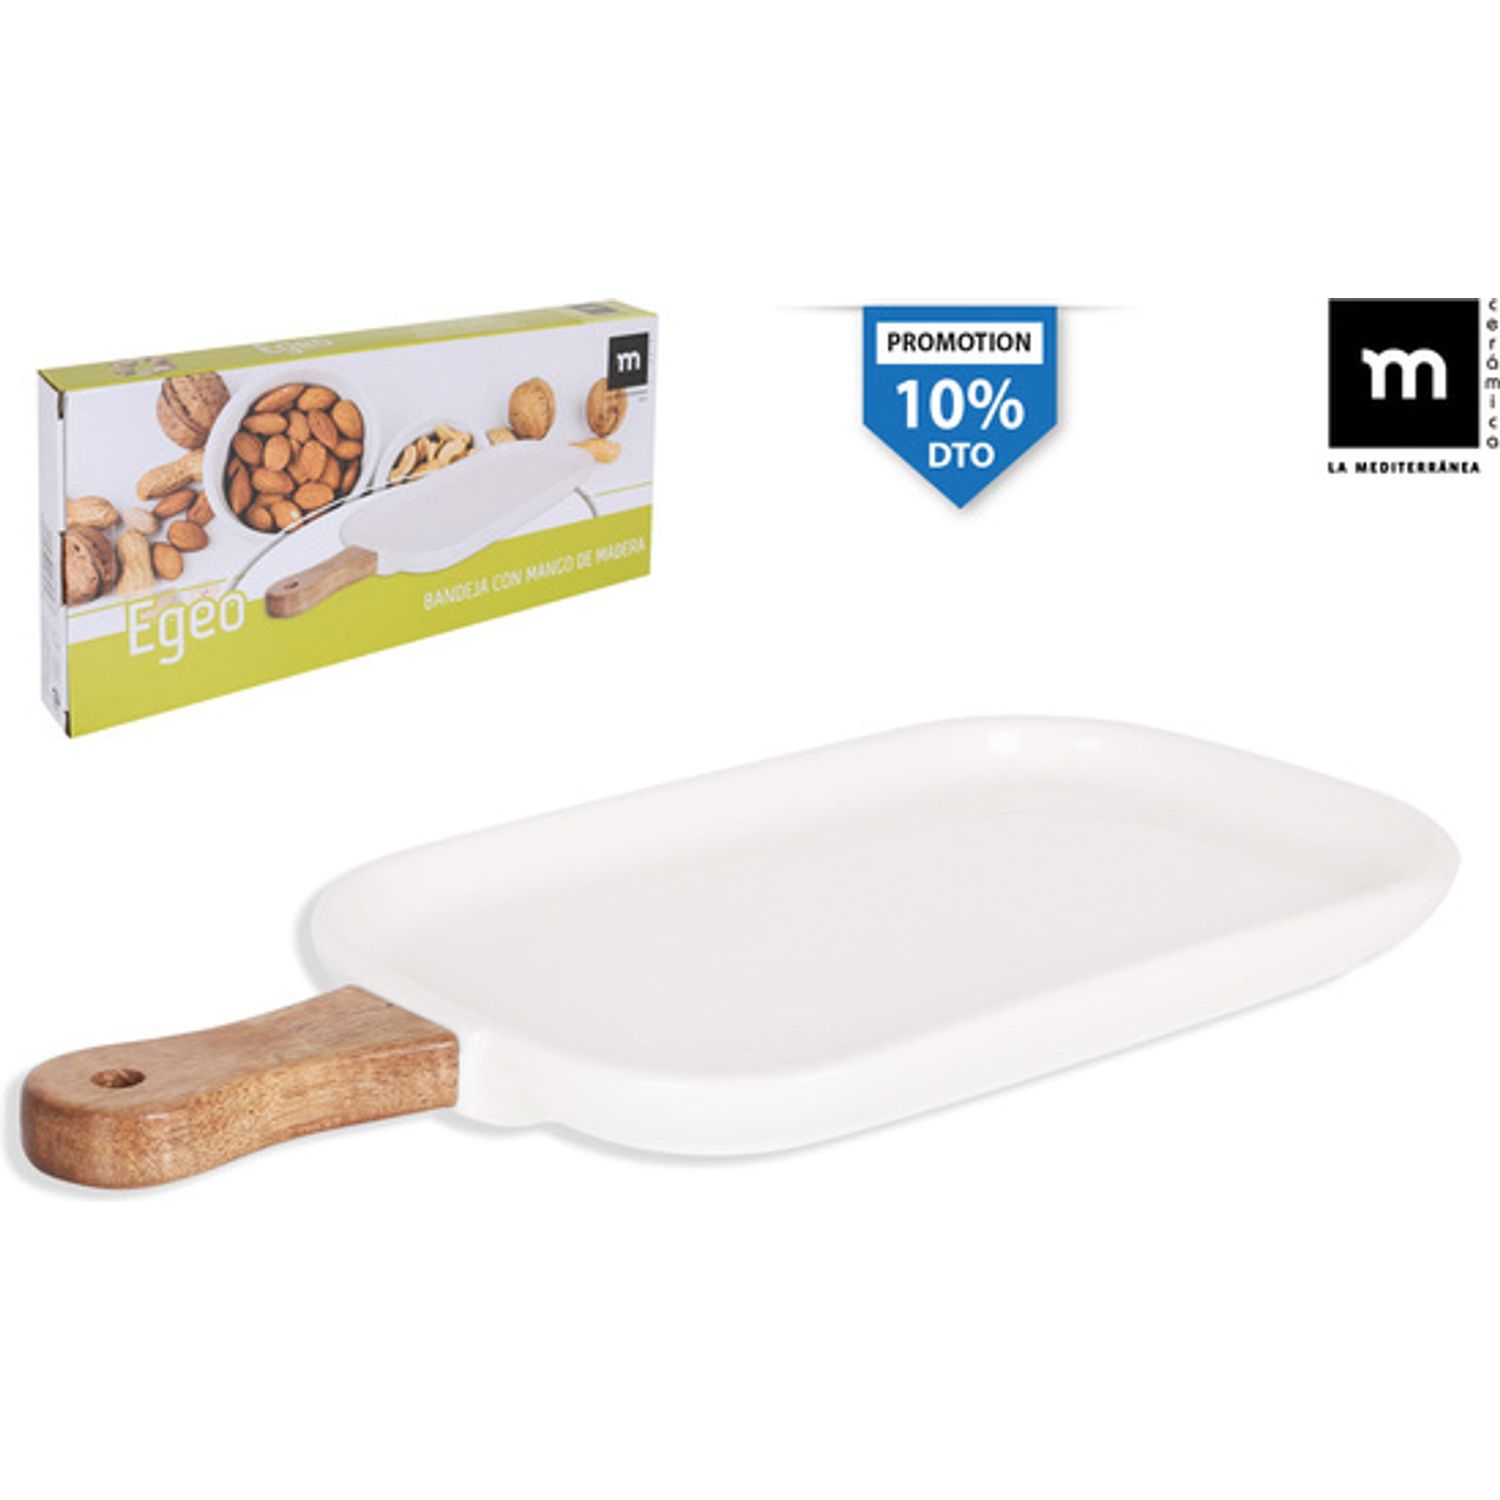 Egeo
m
Egeo
BANDEJA CON MANGO DE MADERA
PROMOTION
10%
DTO
m
cerámica
LA MEDITERRÁNEA